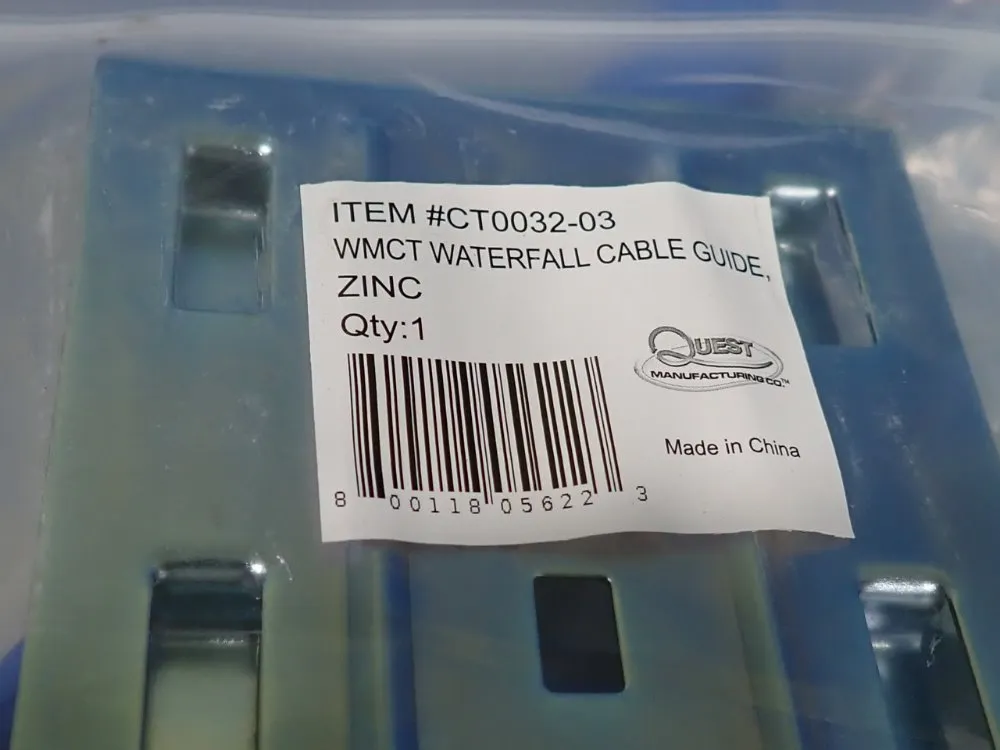 ITEM #CT0032-03
WMCT WATERFALL CABLE GUIDE,
ZINC
Qty:1
QUEST
MANUFACTURING CO.™
Made in China
8 00118 05622 3